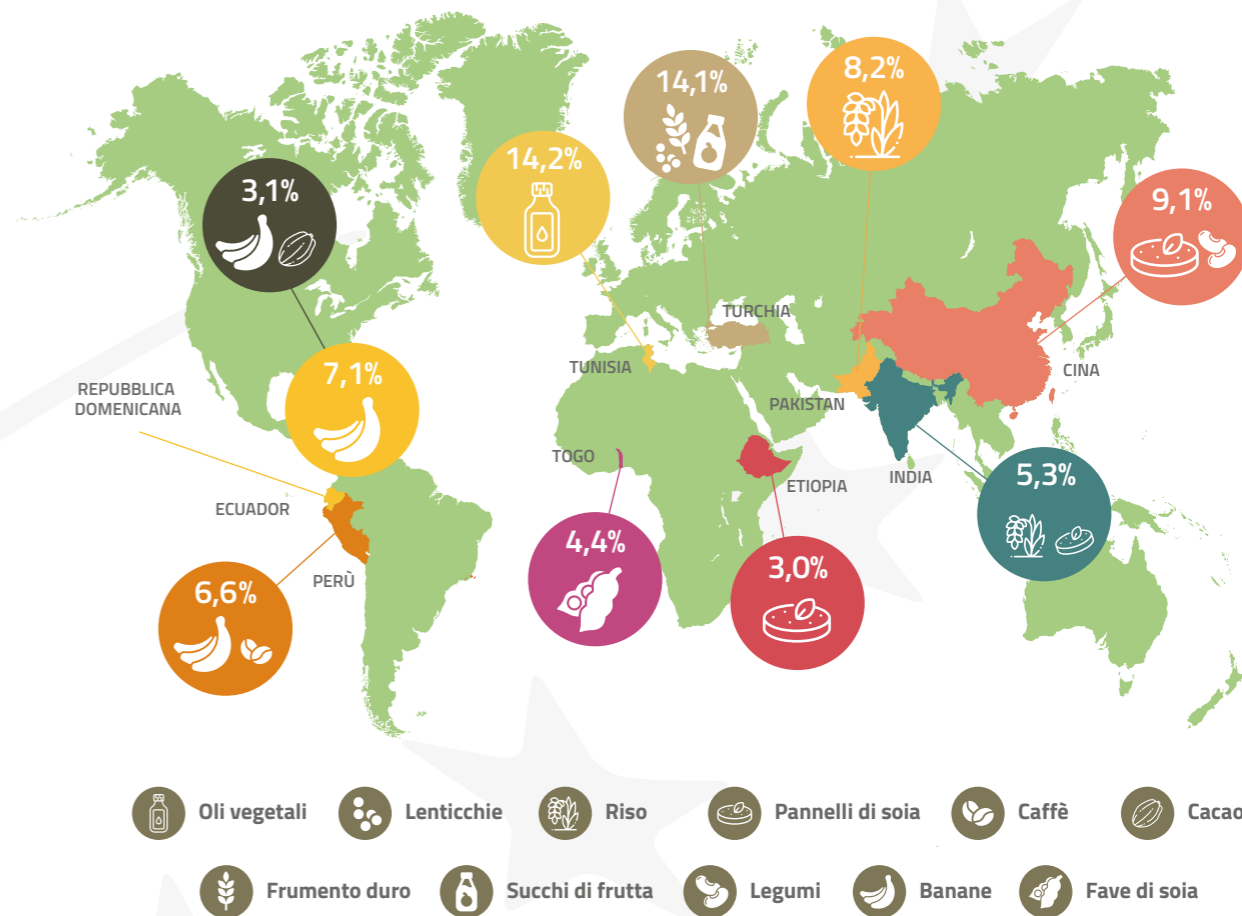 14,1%
8,2%
14,2%
3,1%
9,1%
TURCHIA
TUNISIA
CINA
7,1%
REPUBBLICA
DOMENICANA
PAKISTAN
TOGO
INDIA
ETIOPIA
5,3%
ECUADOR
4,4%
3,0%
PERÙ
6,6%
Oli vegetali
Lenticchie
Riso
Pannelli di soia
Caffè
Cacao
Frumento duro
Succhi di frutta
Legumi
Banane
Fave di soia